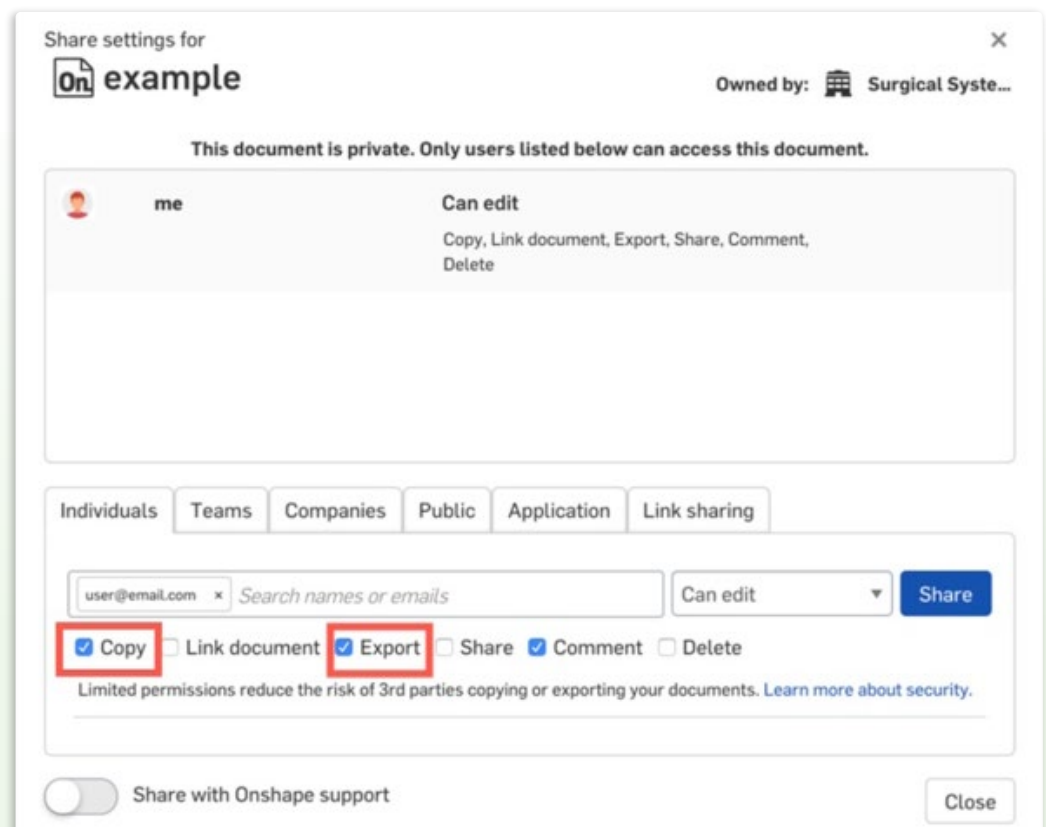 Share settings for
×
On example
Owned by: Surgical Syste...
This document is private. Only users listed below can access this document.
me
Can edit
Copy, Link document, Export, Share, Comment,
Delete
Individuals Teams Companies Public Application Link sharing
user@email.com × Search names or emails Can edit Share
Copy Link document Export Share Comment Delete
Limited permissions reduce the risk of 3rd parties copying or exporting your documents. Learn more about security.
Share with Onshape support
Close